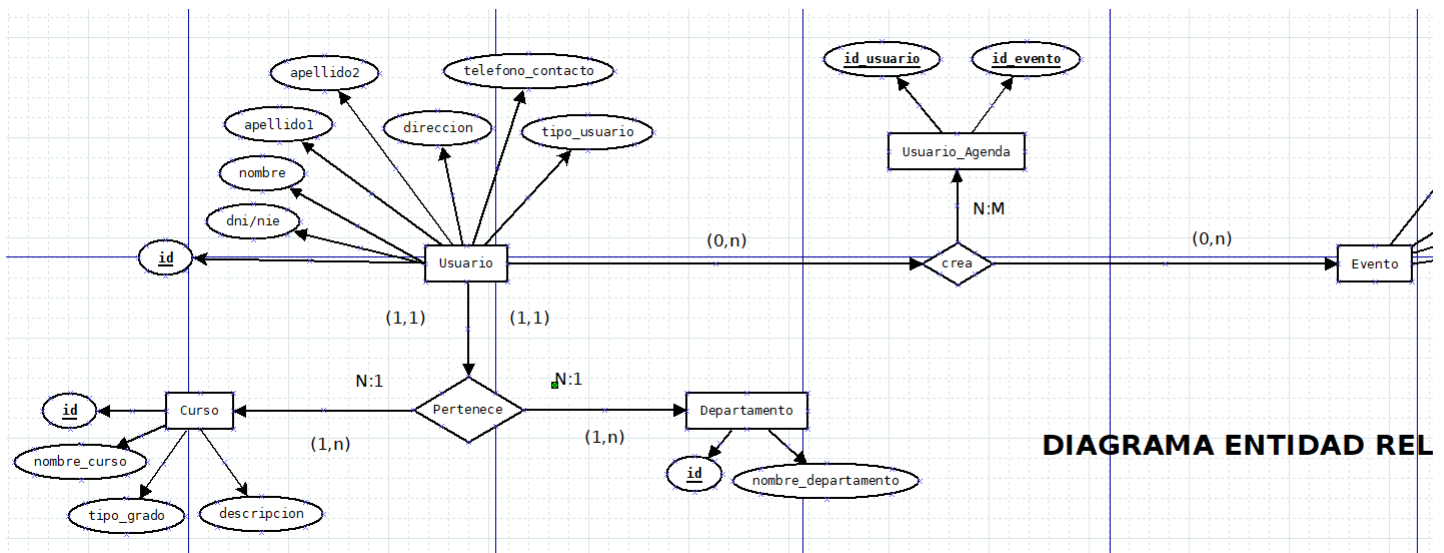 apellido2
telefono_contacto
id_usuario
id_evento
apellido1
direccion
tipo_usuario
Usuario_Agenda
nombre
dni/nie
N:M
id
Usuario
(0,n)
crea
(0,n)
Evento
(1,1)
(1,1)
N:1
N:1
id
Curso
Pertenece
Departamento
(1,n)
(1,n)
DIAGRAMA ENTIDAD REL
nombre_curso
id
nombre_departamento
tipo_grado
descripcion